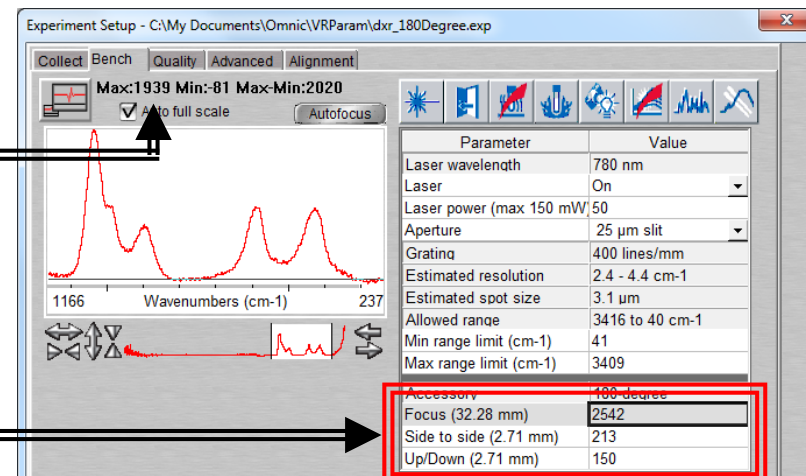 Experiment Setup - C:\My Documents\Omnic\VRParam\dxr_180Degree.exp
Collect Bench Quality Advanced Alignment
Max:1939 Min:-81 Max-Min:2020
Auto full scale
Autofocus
1166 Wavenumbers (cm-1) 237
Parameter Value
Laser wavelength 780 nm
Laser On
Laser power (max 150 mW) 50
Aperture 25 µm slit
Grating 400 lines/mm
Estimated resolution 2.4 - 4.4 cm-1
Estimated spot size 3.1 µm
Allowed range 3416 to 40 cm-1
Min range limit (cm-1) 41
Max range limit (cm-1) 3409
Accessory 180 degree
Focus (32.28 mm) 2542
Side to side (2.71 mm) 213
Up/Down (2.71 mm) 150